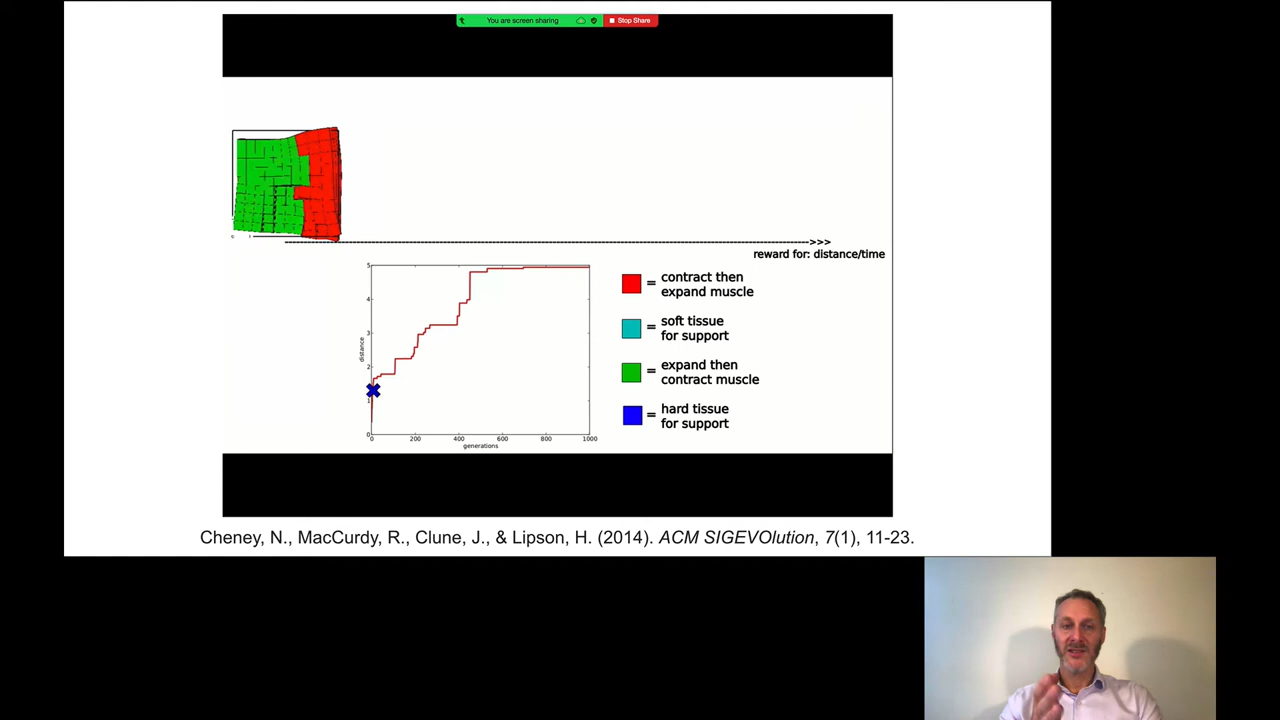 You are screen sharing
Stop Share
>>>
reward for: distance/time
5
4
3
2
1
0
distance
0 200 400 600 800 1000
generations
= contract then
expand muscle
= soft tissue
for support
= expand then
contract muscle
= hard tissue
for support
Cheney, N., MacCurdy, R., Clune, J., & Lipson, H. (2014). ACM SIGEVOlution, 7(1), 11-23.